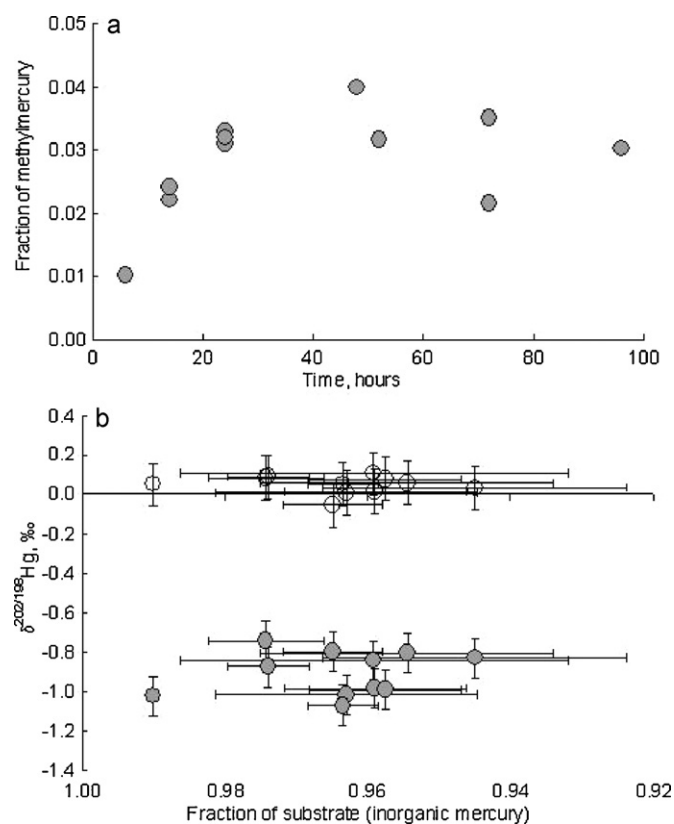 a
0.05
0.04
0.03
0.02
0.01
0.00
Fraction of methylmercury
0 20 40 60 80 100
Time, hours
b
0.4
0.2
0.0
-0.2
-0.4
-0.6
-0.8
-1.0
-1.2
-1.4
δ²⁰²/¹⁹⁸Hg, ‰
1.00 0.98 0.96 0.94 0.92
Fraction of substrate (inorganic mercury)